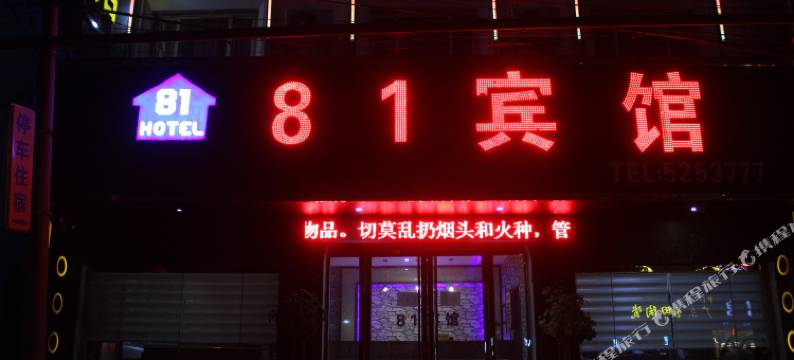 81
HOTEL
81宾馆
TEL:5253777
停车住宿
物品。切莫乱扔烟头和火种，管
81宾馆
81
携程旅行
携程旅行